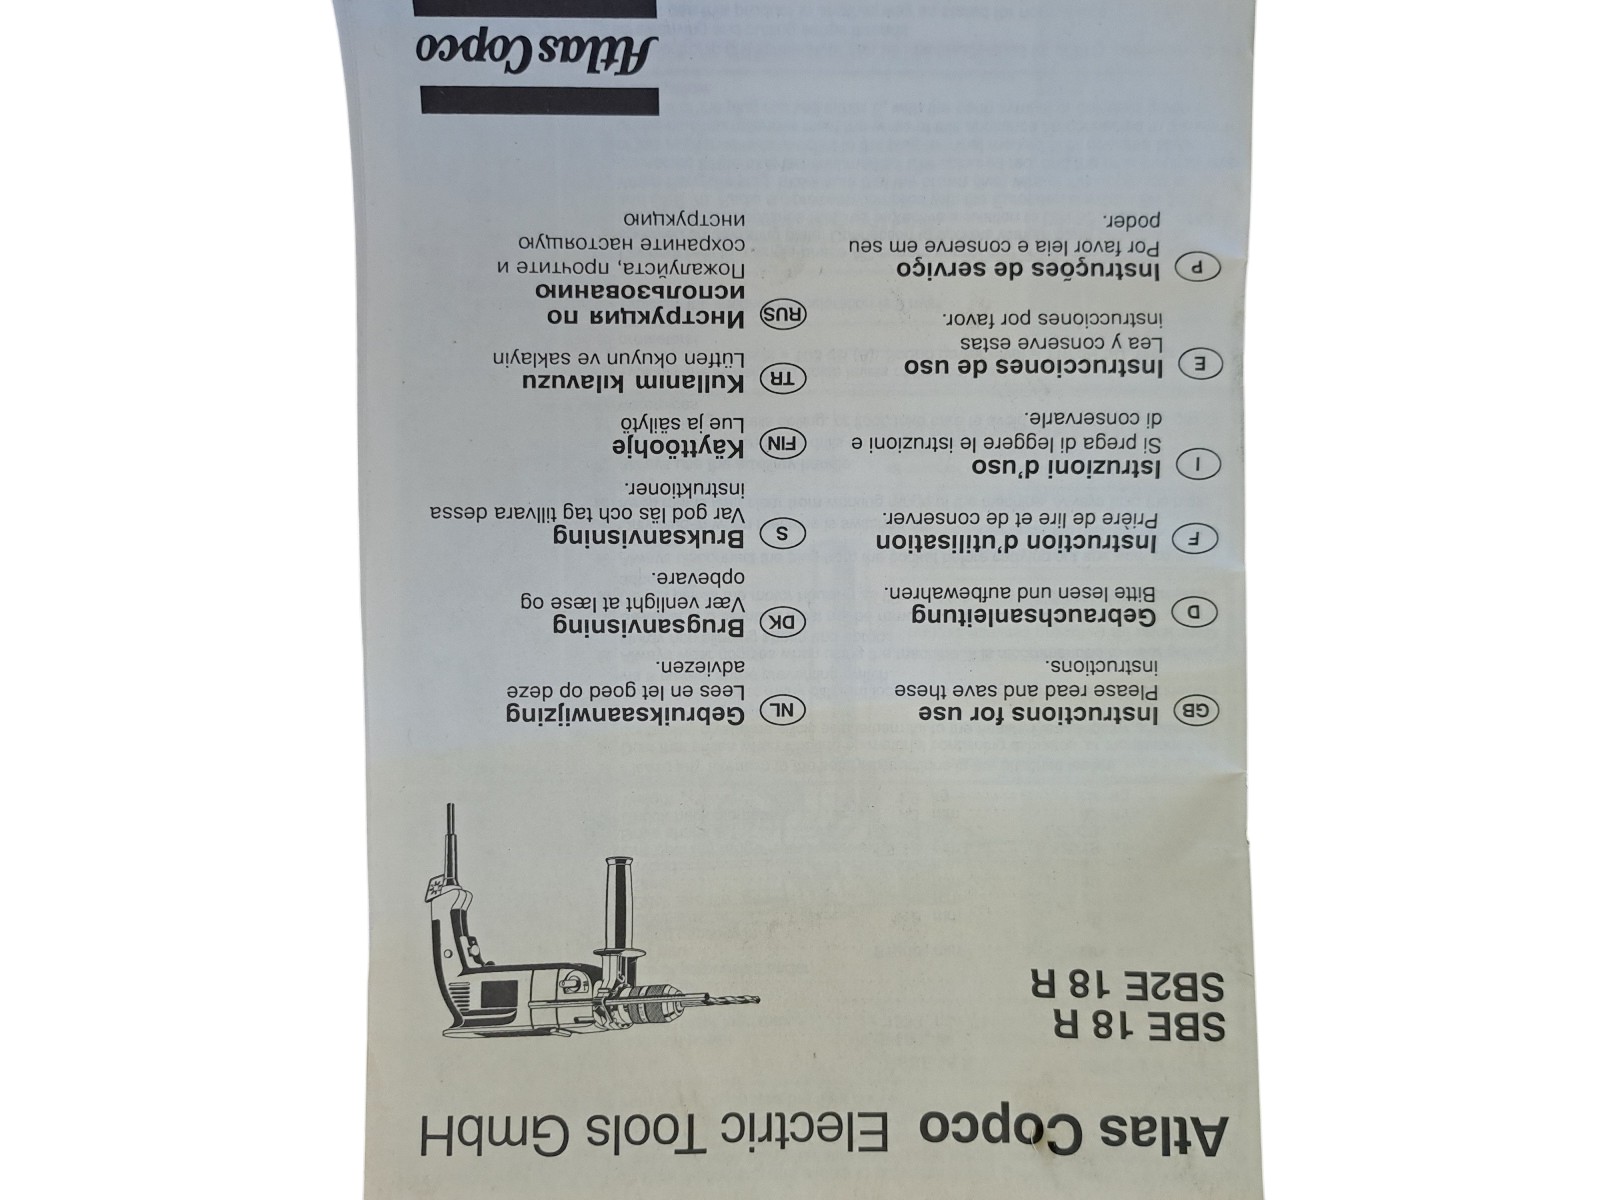 Atlas Copco Electric Tools GmbH
SBE 18 R
SB2E 18 R
GB
Instructions for use
Please read and save these
instructions.
D
Gebrauchsanleitung
Bitte lesen und aufbewahren.
F
Instruction d'utilisation
Prière de lire et de conserver.
I
Istruzioni d'uso
Si prega di leggere le istruzioni e
di conservarle.
E
Instrucciones de uso
Lea y conserve estas
instrucciones por favor.
P
Instruções de serviço
Por favor leia e conserve em seu
poder.
NL
Gebruiksaanwijzing
Lees en let goed op deze
adviezen.
DK
Brugsanvisning
Vær venlig at læse og
opbevare.
S
Bruksanvisning
Var god läs och tag tillvara dessa
instruktioner.
FIN
Käyttöohje
Lue ja säilytö
TR
Kullanım kılavuzu
Lütfen okuyun ve saklayin
RUS
Инструкция по
использованию
Пожалуйста, прочтите и
сохраните настоящую
инструкцию
Atlas Copco